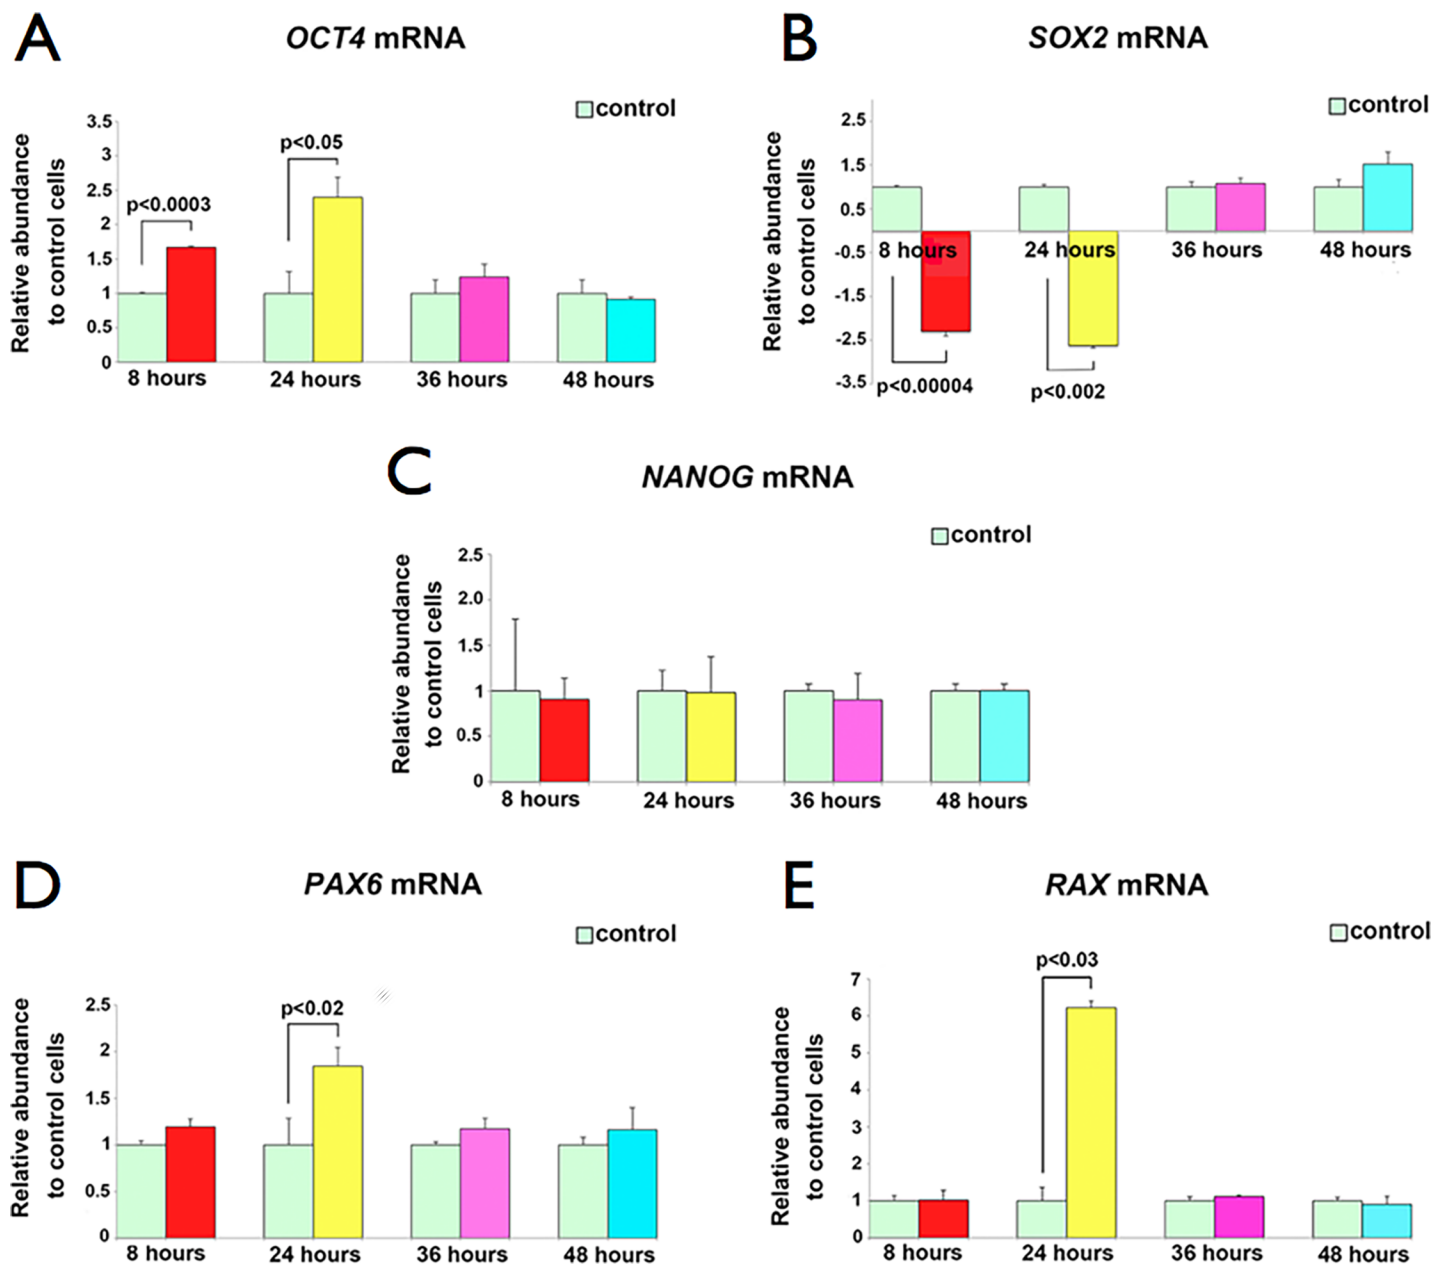 A
OCT4 mRNA
control
Relative abundance
to control cells
3.5
3
2.5
2
1.5
1
0.5
0
p<0.0003
p<0.05
8 hours
24 hours
36 hours
48 hours
B
SOX2 mRNA
control
Relative abundance
to control cells
2.5
1.5
0.5
-0.5
-1.5
-2.5
-3.5
8 hours
24 hours
36 hours
48 hours
p<0.00004
p<0.002
C
NANOG mRNA
control
Relative abundance
to control cells
2.5
2.0
1.5
1
0.5
0
8 hours
24 hours
36 hours
48 hours
D
PAX6 mRNA
control
Relative abundance
to control cells
2.5
2
1.5
1
0.5
0
p<0.02
8 hours
24 hours
36 hours
48 hours
E
RAX mRNA
control
Relative abundance
to control cells
7
6
5
4
3
2
1
0
p<0.03
8 hours
24 hours
36 hours
48 hours